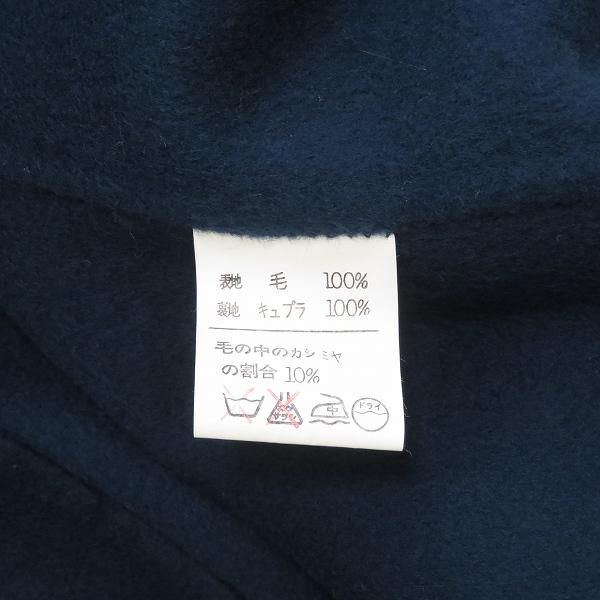 表地 毛 100%
裏地 キュプラ 100%
毛の中のカシミヤ
の割合 10%
中 ドライ